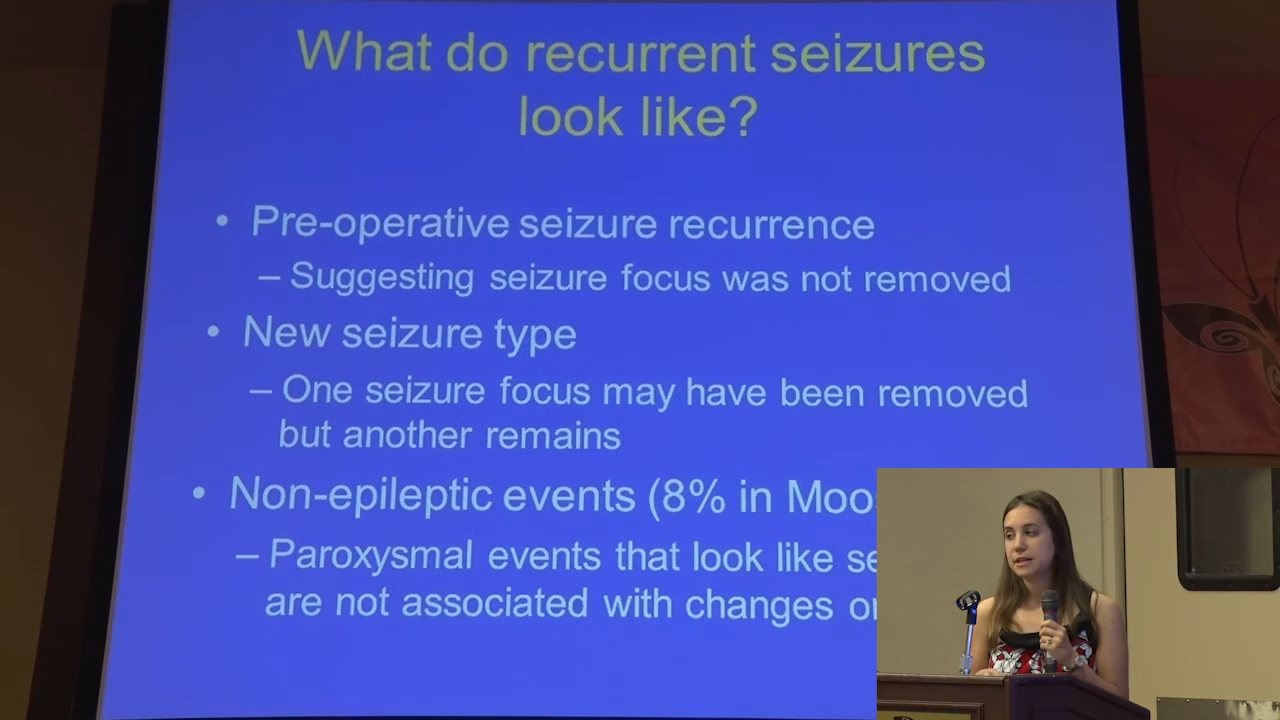 What do recurrent seizures
look like?
• Pre-operative seizure recurrence
– Suggesting seizure focus was not removed
• New seizure type
– One seizure focus may have been removed
but another remains
• Non-epileptic events (8% in Moo
– Paroxysmal events that look like se
are not associated with changes o